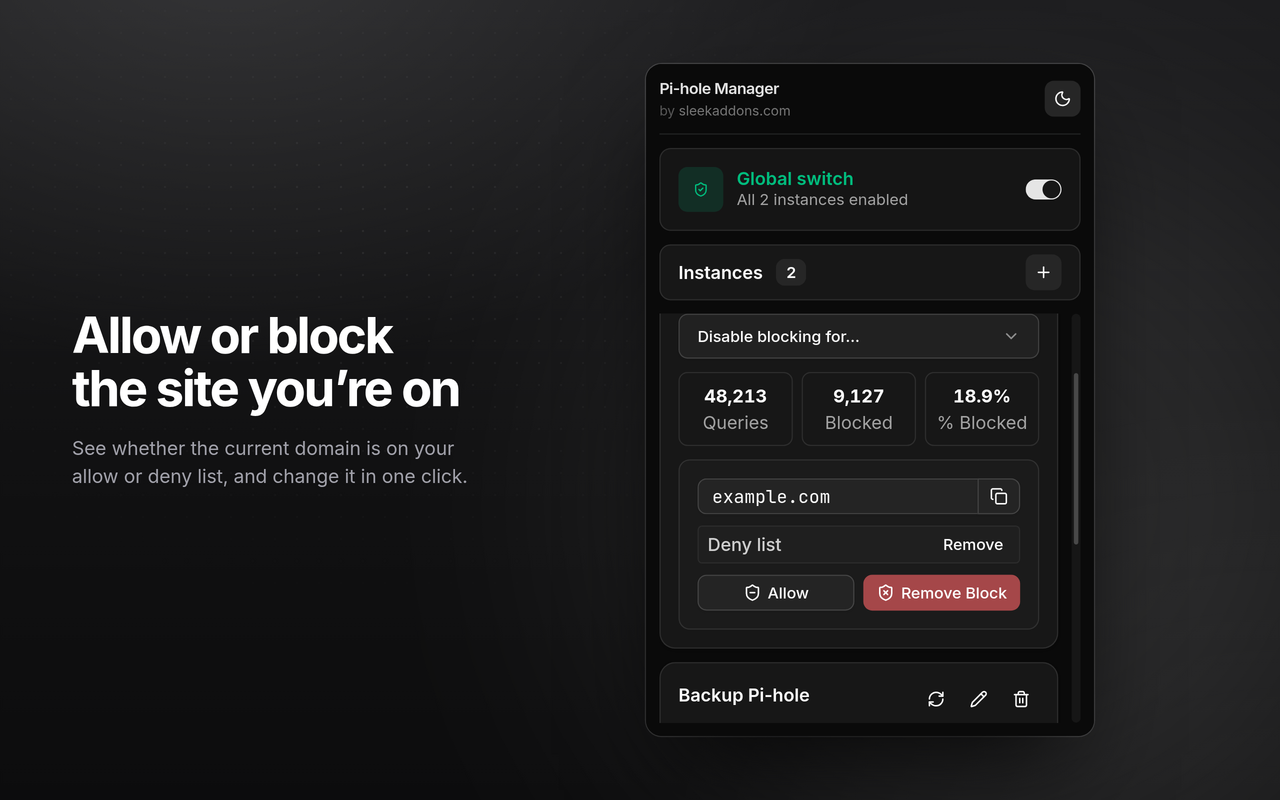 Allow or block
the site you’re on
See whether the current domain is on your
allow or deny list, and change it in one click.
Pi-hole Manager
by sleekaddons.com
Global switch
All 2 instances enabled
Instances 2
Disable blocking for...
48,213 9,127 18.9%
Queries Blocked % Blocked
example.com
Deny list Remove
Allow Remove Block
Backup Pi-hole